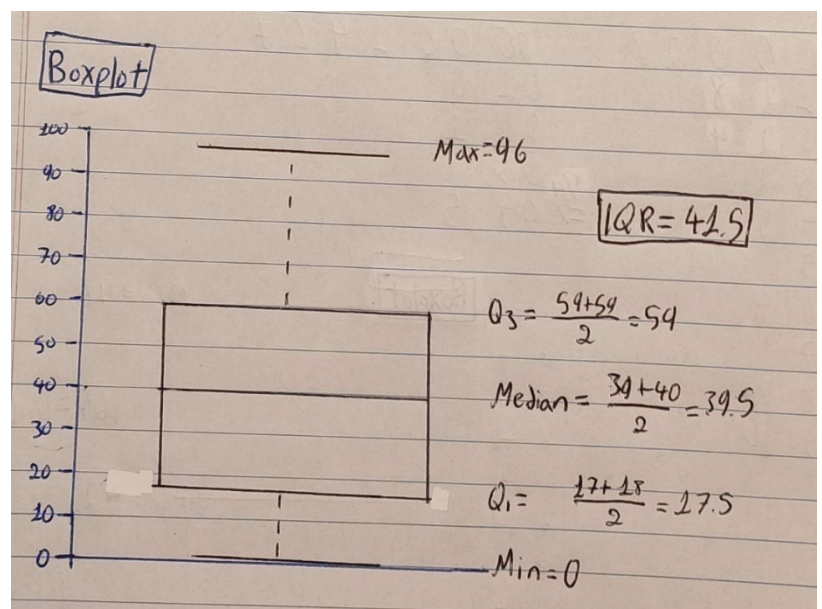 Boxplot
100
Max=96
90
IQR=41.5
80
70
60
Q₃ = (59+59)/2 = 59
50
40
Median = (39+40)/2 = 39.5
30
20
Q₁ = (17+18)/2 = 17.5
10
0
Min=0